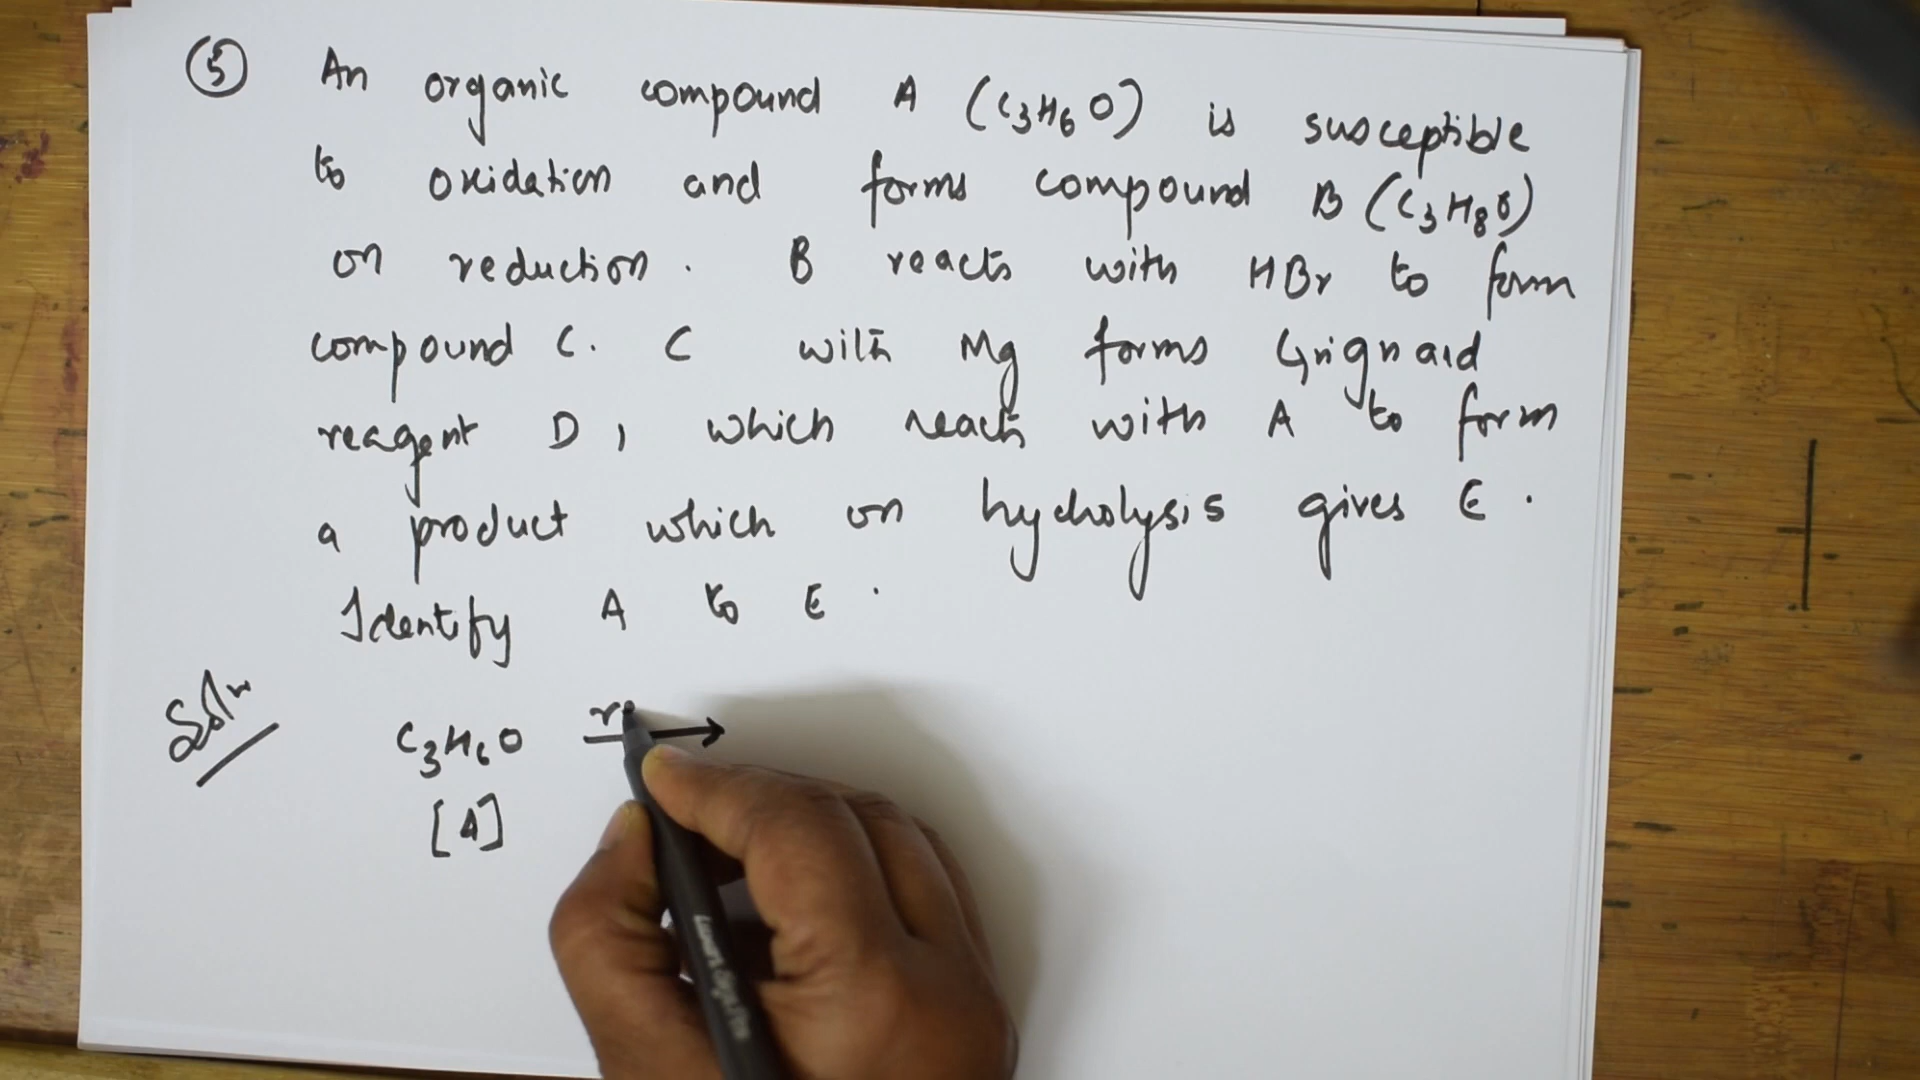 (5) An organic compound A (C3H6O) is susceptible
to oxidation and forms compound B (C3H8O)
on reduction. B reacts with HBr to form
compound C. C with Mg forms Grignard
reagent D, which reacts with A to form
a product which on hydrolysis gives E.
Identify A to E.
Soln
C3H6O re→
[A]